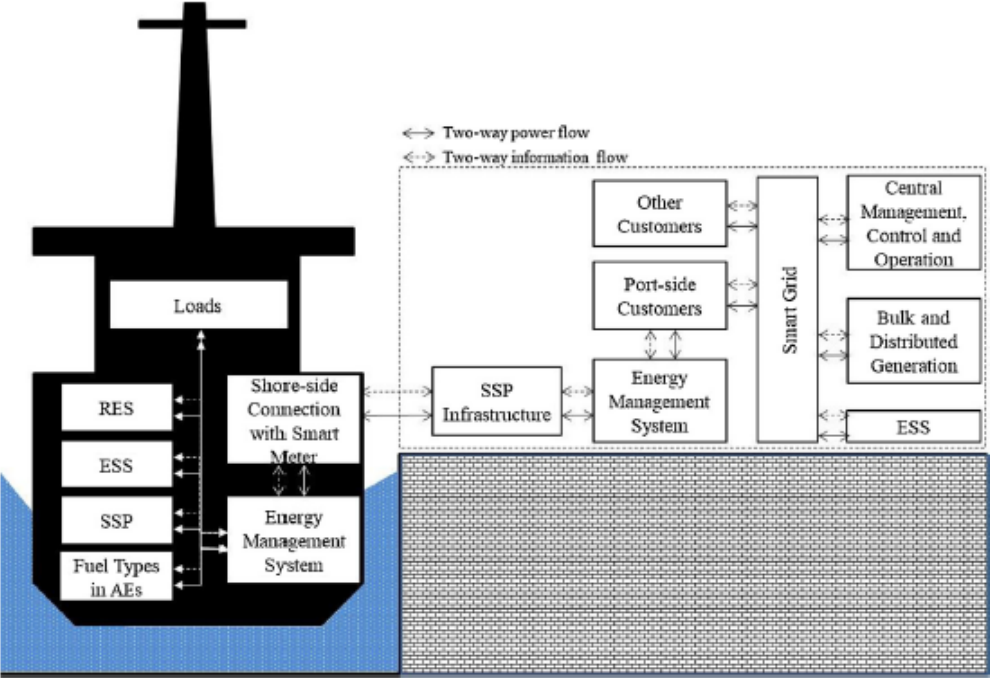 Two-way power flow
Two-way information flow
Other
Customers
Central
Management,
Control and
Operation
Port-side
Customers
Smart Grid
Bulk and
Distributed
Generation
Loads
Shore-side
Connection
with Smart
Meter
SSP
Infrastructure
Energy
Management
System
ESS
RES
ESS
SSP
Fuel Types
in AEs
Energy
Management
System